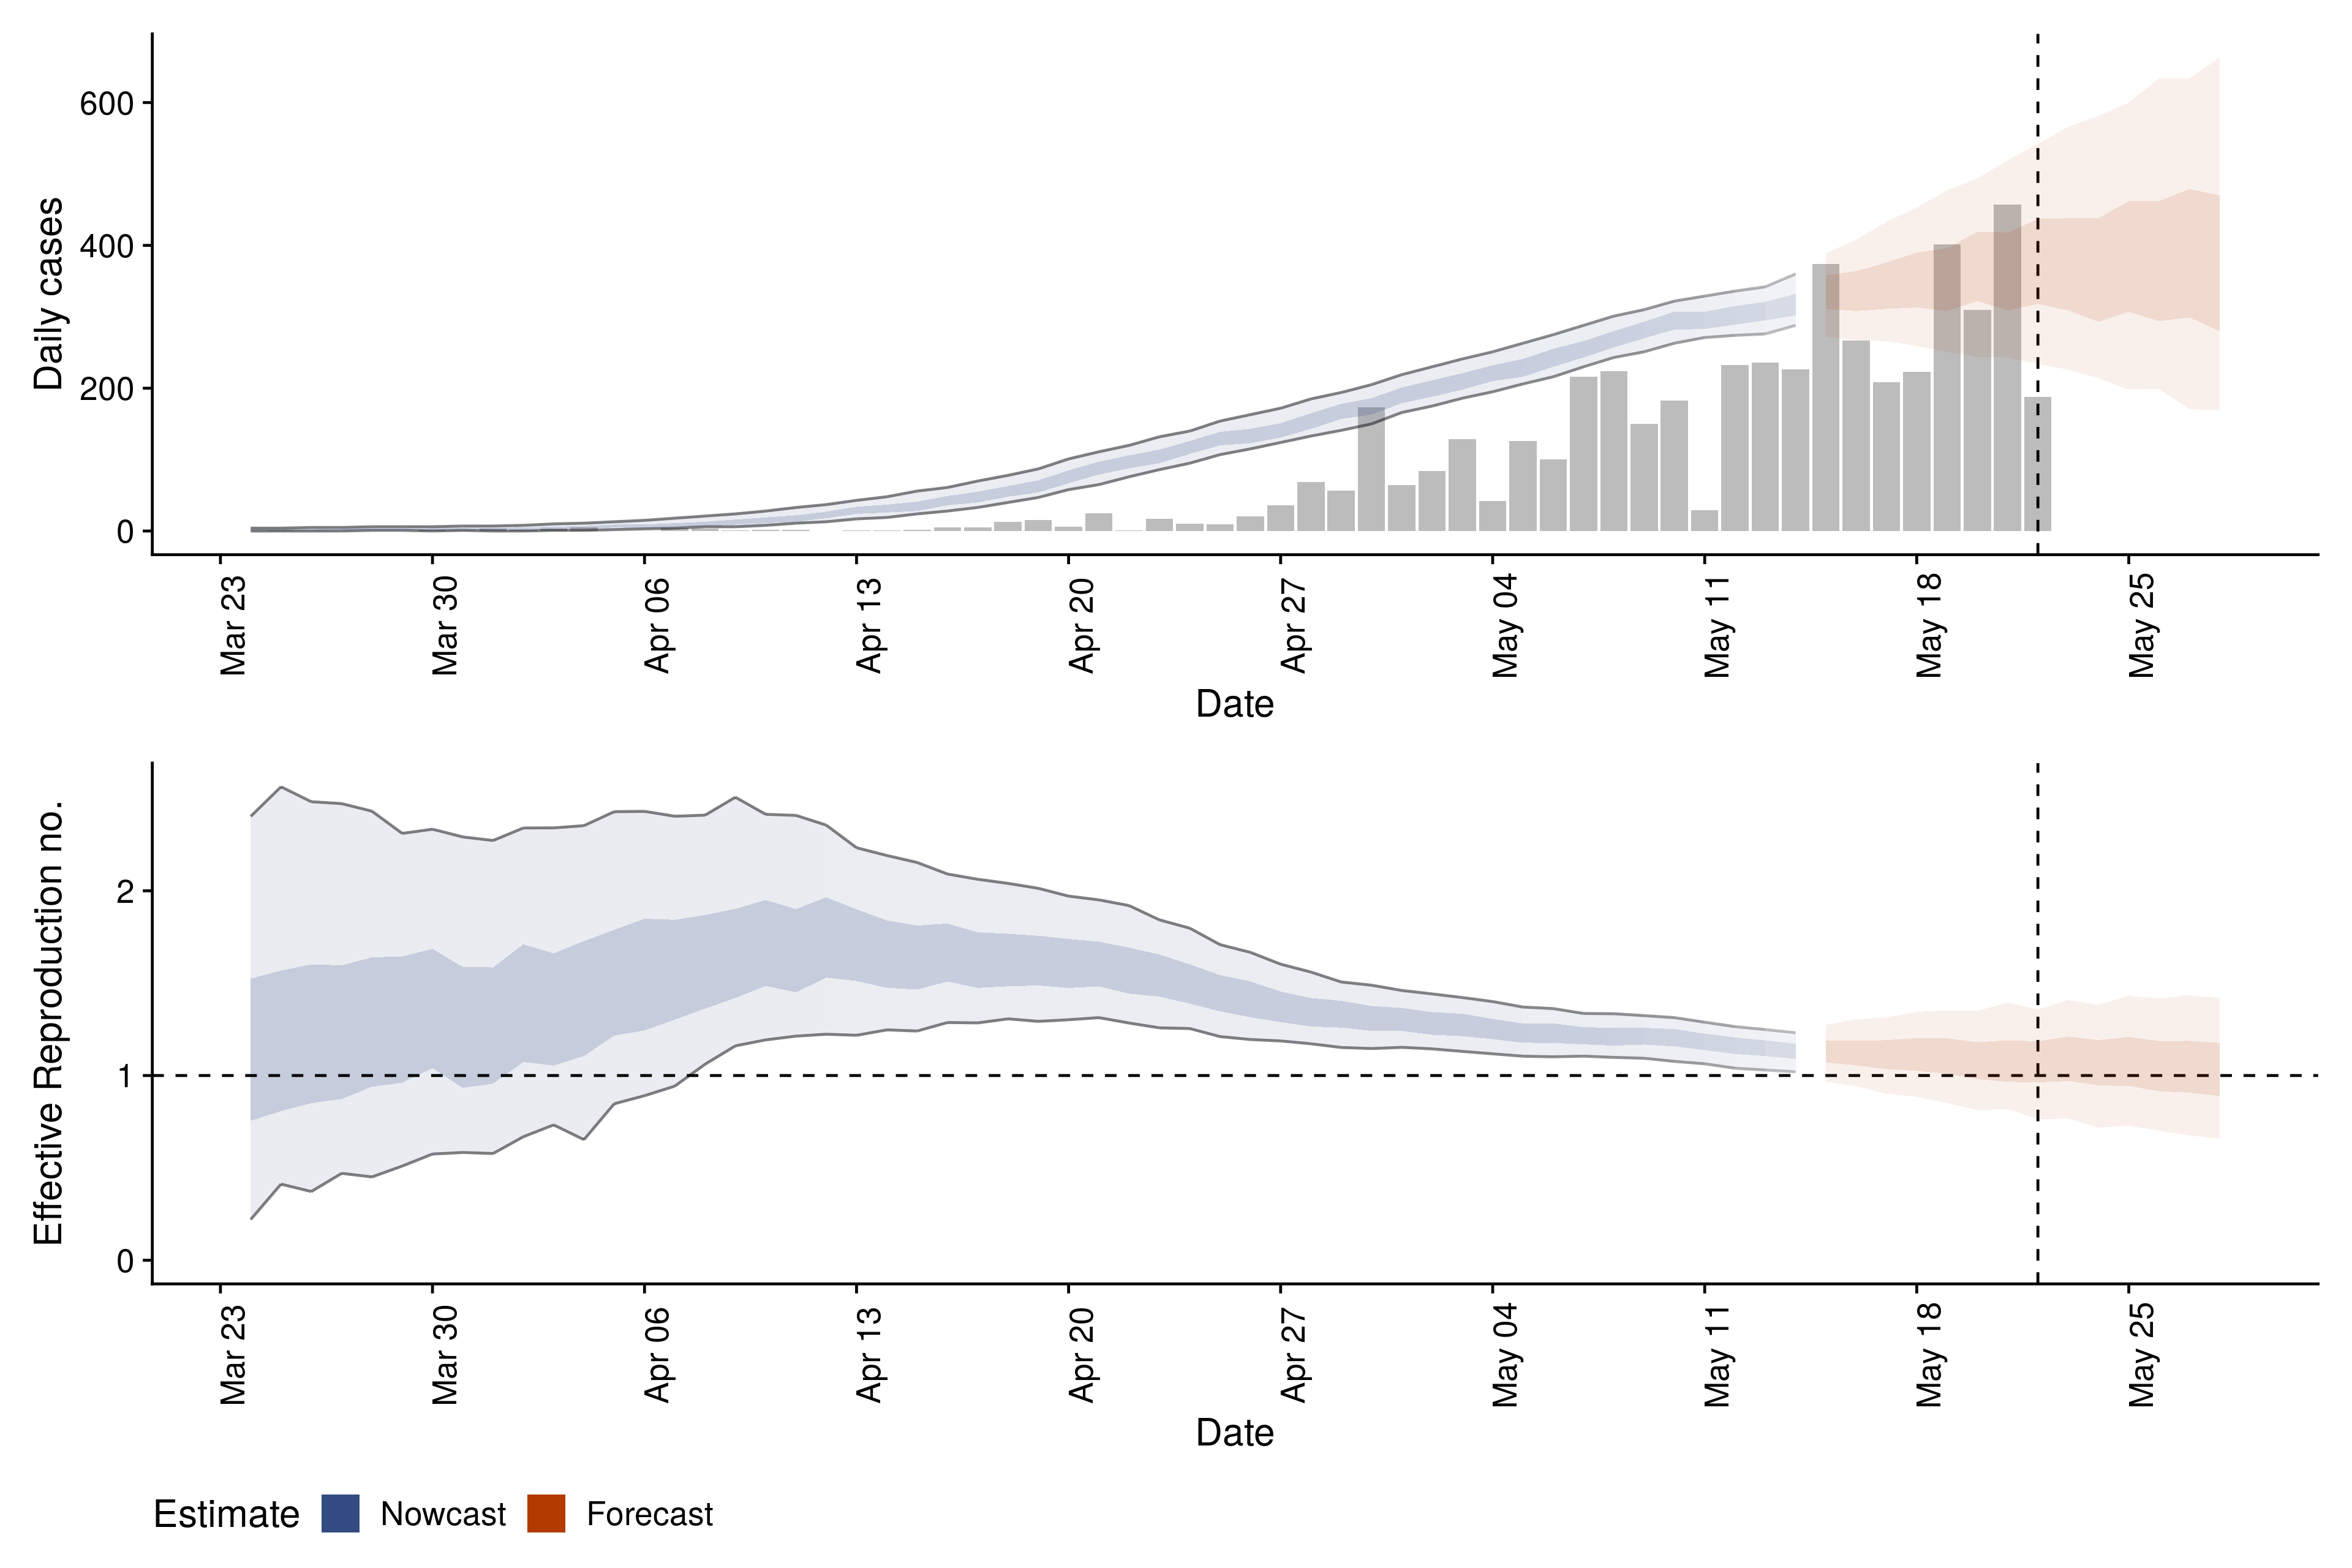 Daily cases
600
400
200
0
Mar 23
Mar 30
Apr 06
Apr 13
Apr 20
Apr 27
May 04
May 11
May 18
May 25
Date
Effective Reproduction no.
2
1
0
Mar 23
Mar 30
Apr 06
Apr 13
Apr 20
Apr 27
May 04
May 11
May 18
May 25
Date
Estimate Nowcast Forecast